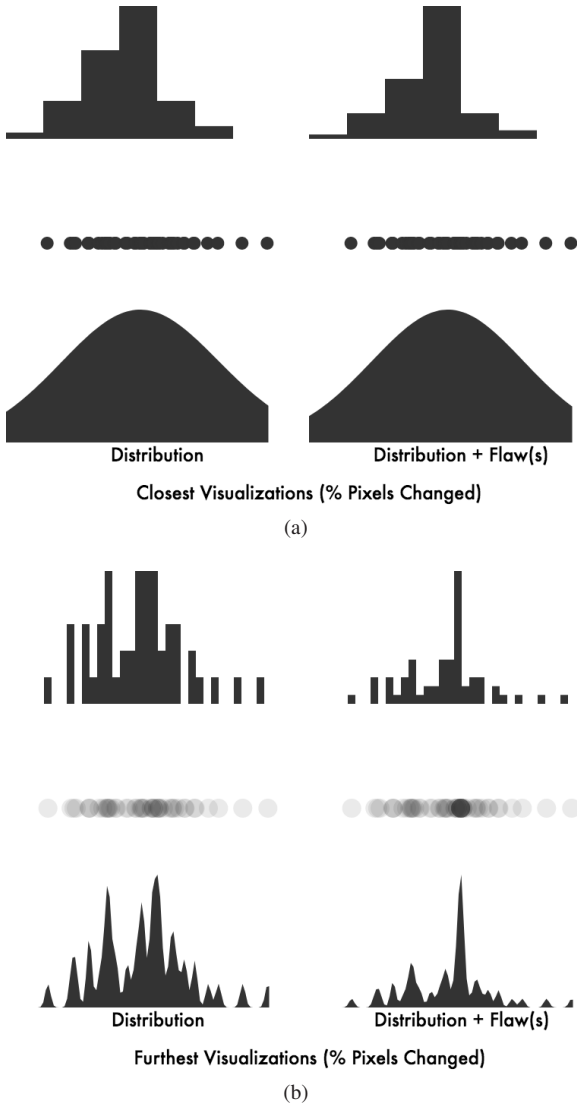 Distribution
Distribution + Flaw(s)
Closest Visualizations (% Pixels Changed)
(a)
Distribution
Distribution + Flaw(s)
Furthest Visualizations (% Pixels Changed)
(b)